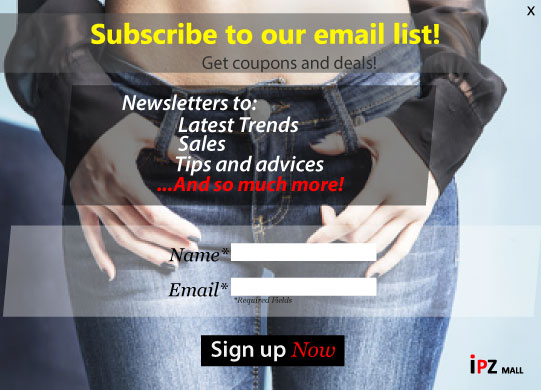 x
Subscribe to our email list!
Get coupons and deals!
Newsletters to:
Latest Trends
Sales
Tips and advices
...And so much more!
Name*
Email*
*Required Fields
Sign up Now
iPZ MALL